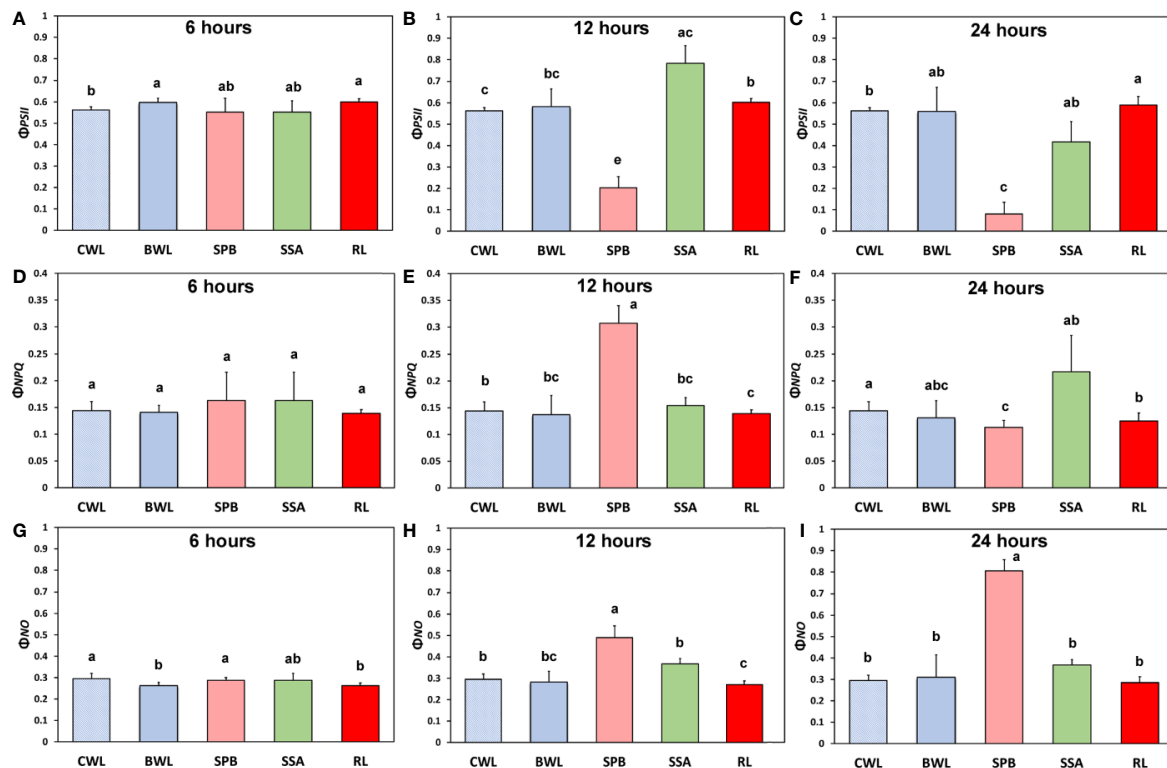 A 6 hours
1
0.9
0.8
0.7
0.6
0.5
0.4
0.3
0.2
0.1
0
ΦPSII
b a ab ab a
CWL BWL SPB SSA RL
B 12 hours
1
0.9
0.8
0.7
0.6
0.5
0.4
0.3
0.2
0.1
0
ΦPSII
c bc e ac b
CWL BWL SPB SSA RL
C 24 hours
1
0.9
0.8
0.7
0.6
0.5
0.4
0.3
0.2
0.1
0
ΦPSII
b ab c ab a
CWL BWL SPB SSA RL
D 6 hours
0.4
0.35
0.3
0.25
0.2
0.15
0.1
0.05
0
ΦNPQ
a a a a a
CWL BWL SPB SSA RL
E 12 hours
0.4
0.35
0.3
0.25
0.2
0.15
0.1
0.05
0
ΦNPQ
b bc a bc c
CWL BWL SPB SSA RL
F 24 hours
0.4
0.35
0.3
0.25
0.2
0.15
0.1
0.05
0
ΦNPQ
a abc c ab b
CWL BWL SPB SSA RL
G 6 hours
1
0.9
0.8
0.7
0.6
0.5
0.4
0.3
0.2
0.1
0
ΦNO
a b a ab b
CWL BWL SPB SSA RL
H 12 hours
1
0.9
0.8
0.7
0.6
0.5
0.4
0.3
0.2
0.1
0
ΦNO
b bc a b c
CWL BWL SPB SSA RL
I 24 hours
1
0.9
0.8
0.7
0.6
0.5
0.4
0.3
0.2
0.1
0
ΦNO
b b a b b
CWL BWL SPB SSA RL